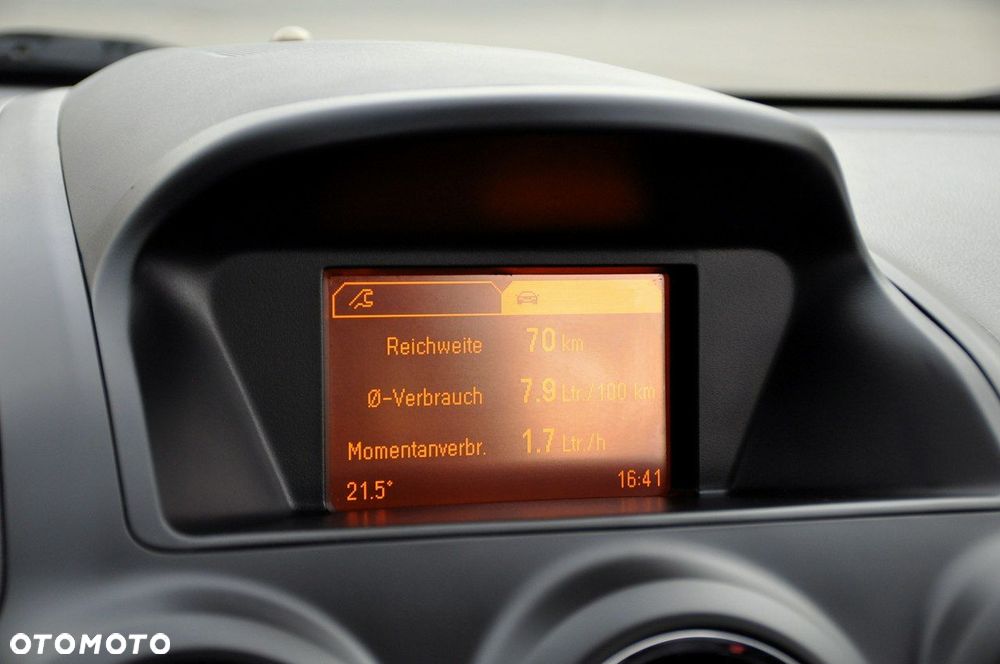 Reichweite 70 km
Ø-Verbrauch 7.9 Ltr./100 km
Momentanverbr. 1.7 Ltr./h
21.5° 16:41
OTOMOTO